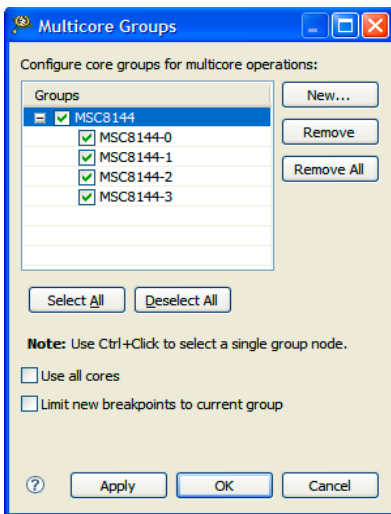 Multicore Groups
Configure core groups for multicore operations:
Groups
New...
MSC8144
MSC8144-0
Remove
MSC8144-1
MSC8144-2
Remove All
MSC8144-3
Select All
Deselect All
Note: Use Ctrl+Click to select a single group node.
Use all cores
Limit new breakpoints to current group
?
Apply
OK
Cancel